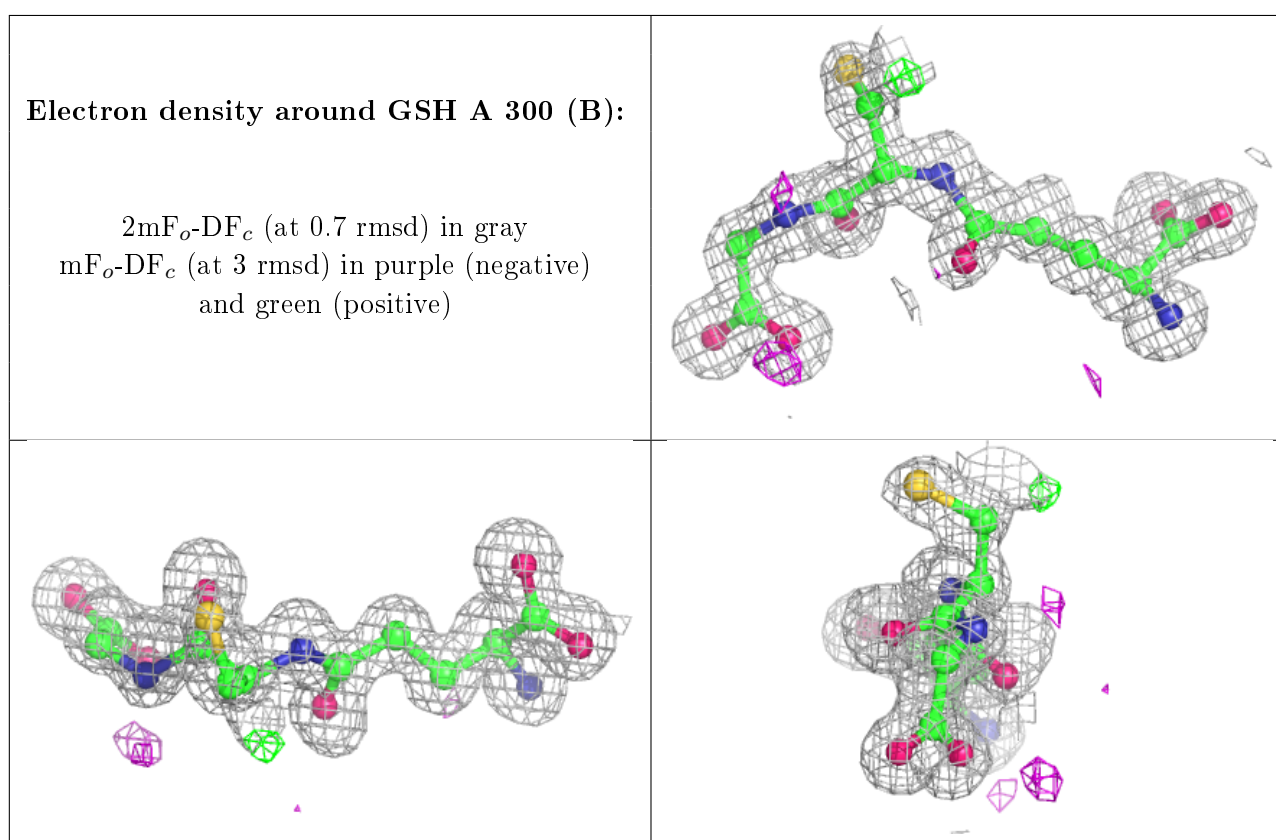 Electron density around GSH A 300 (B):
2mFo-DFc (at 0.7 rmsd) in gray
mFo-DFc (at 3 rmsd) in purple (negative)
and green (positive)